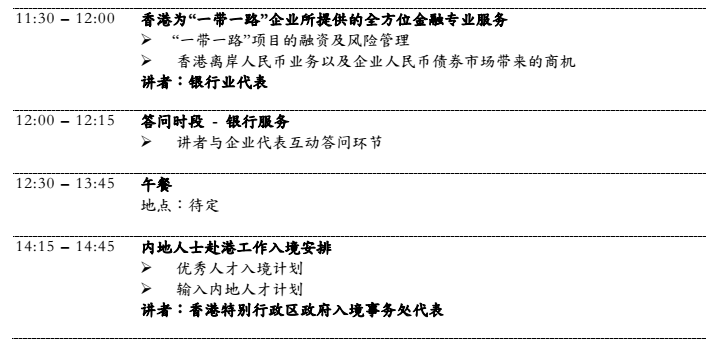 11:30 – 12:00 香港为“一带一路”企业所提供的全方位金融专业服务
➢ “一带一路”项目的融资及风险管理
➢ 香港离岸人民币业务以及企业人民币债券市场带来的商机
讲者：银行业代表
12:00 – 12:15 答问时段 - 银行服务
➢ 讲者与企业代表互动答问环节
12:30 – 13:45 午餐
地点：待定
14:15 – 14:45 内地人士赴港工作入境安排
➢ 优秀人才入境计划
➢ 输入内地人才计划
讲者：香港特别行政区政府入境事务处代表